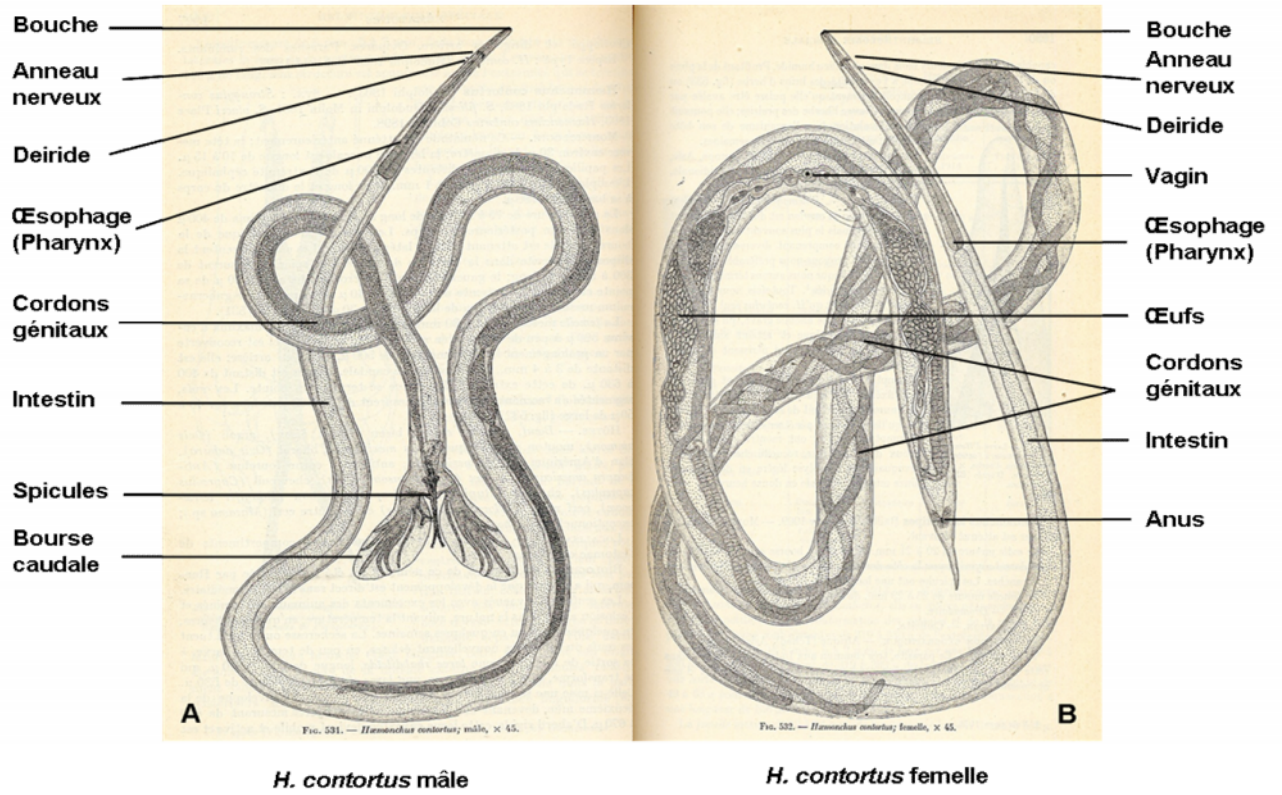 Bouche
Anneau
nerveux
Deiride
Œsophage
(Pharynx)
Cordons
génitaux
Intestin
Spicules
Bourse
caudale
A
FIG. 531. — Hæmonchus contortus; mâle, × 45.
H. contortus mâle
Bouche
Anneau
nerveux
Deiride
Vagin
Œsophage
(Pharynx)
Œufs
Cordons
génitaux
Intestin
Anus
B
FIG. 532. — Hæmonchus contortus; femelle, × 45.
H. contortus femelle